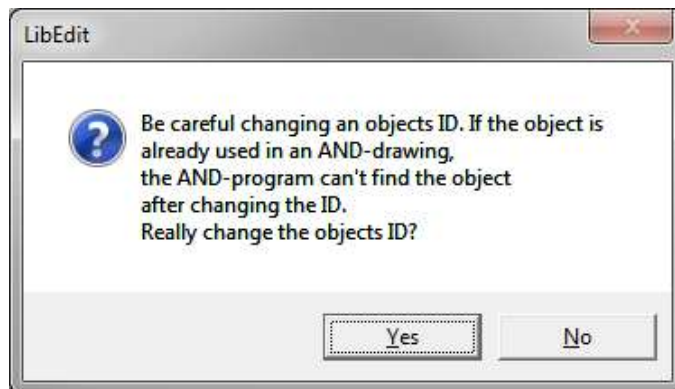 LibEdit
Be careful changing an objects ID. If the object is
already used in an AND-drawing,
the AND-program can't find the object
after changing the ID.
Really change the objects ID?
Yes
No